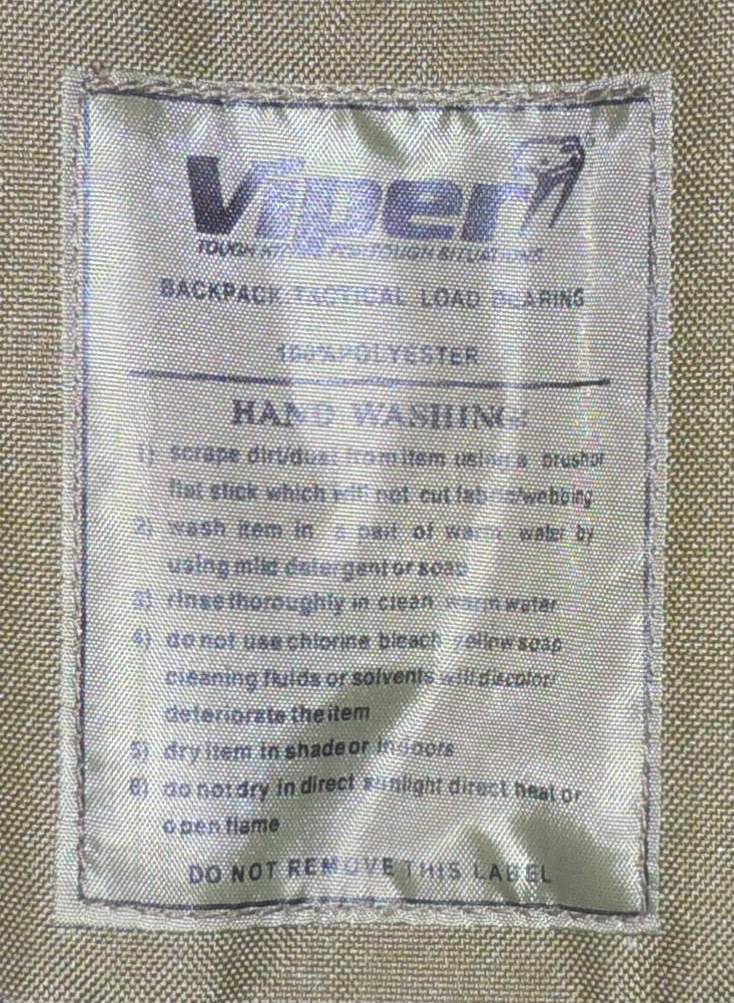 Viper
TOUGH FOR TOUGH SITUATIONS
BACKPACK TACTICAL LOAD BEARING
100% POLYESTER
HAND WASHING:
1) scrape dirt/dust from item using a brush or
flat stick which will not cut fabric/webbing
2) wash item in a pail of warm water by
using mild detergent or soap
3) rinse thoroughly in clean warm water
4) do not use chlorine bleach yellow soap
cleaning fluids or solvents will discolor/
deteriorate the item
5) dry item in shade or indoors
6) do not dry in direct sunlight direct heat or
open flame
DO NOT REMOVE THIS LABEL